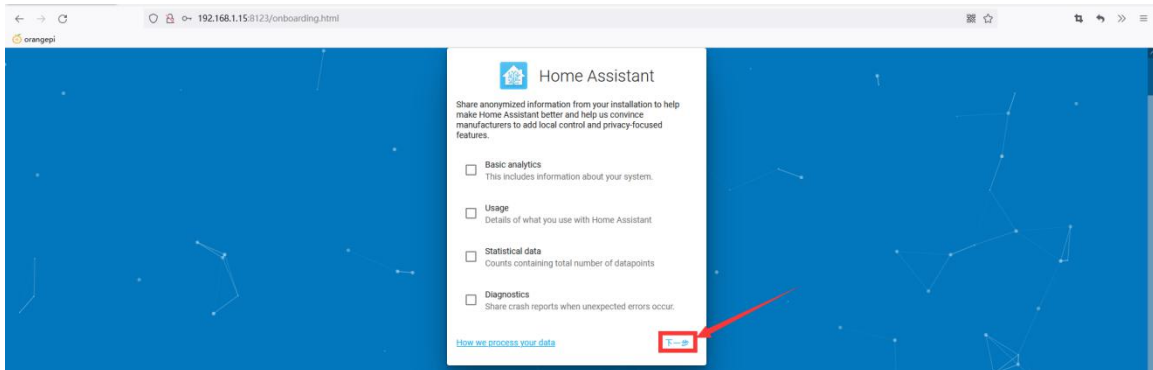 192.168.1.15:8123/onboarding.html
orangepi
Home Assistant
Share anonymized information from your installation to help
make Home Assistant better and help us convince
manufacturers to add local control and privacy-focused
features.
Basic analytics
This includes information about your system.
Usage
Details of what you use with Home Assistant
Statistical data
Counts containing total number of datapoints
Diagnostics
Share crash reports when unexpected errors occur.
How we process your data
下一步